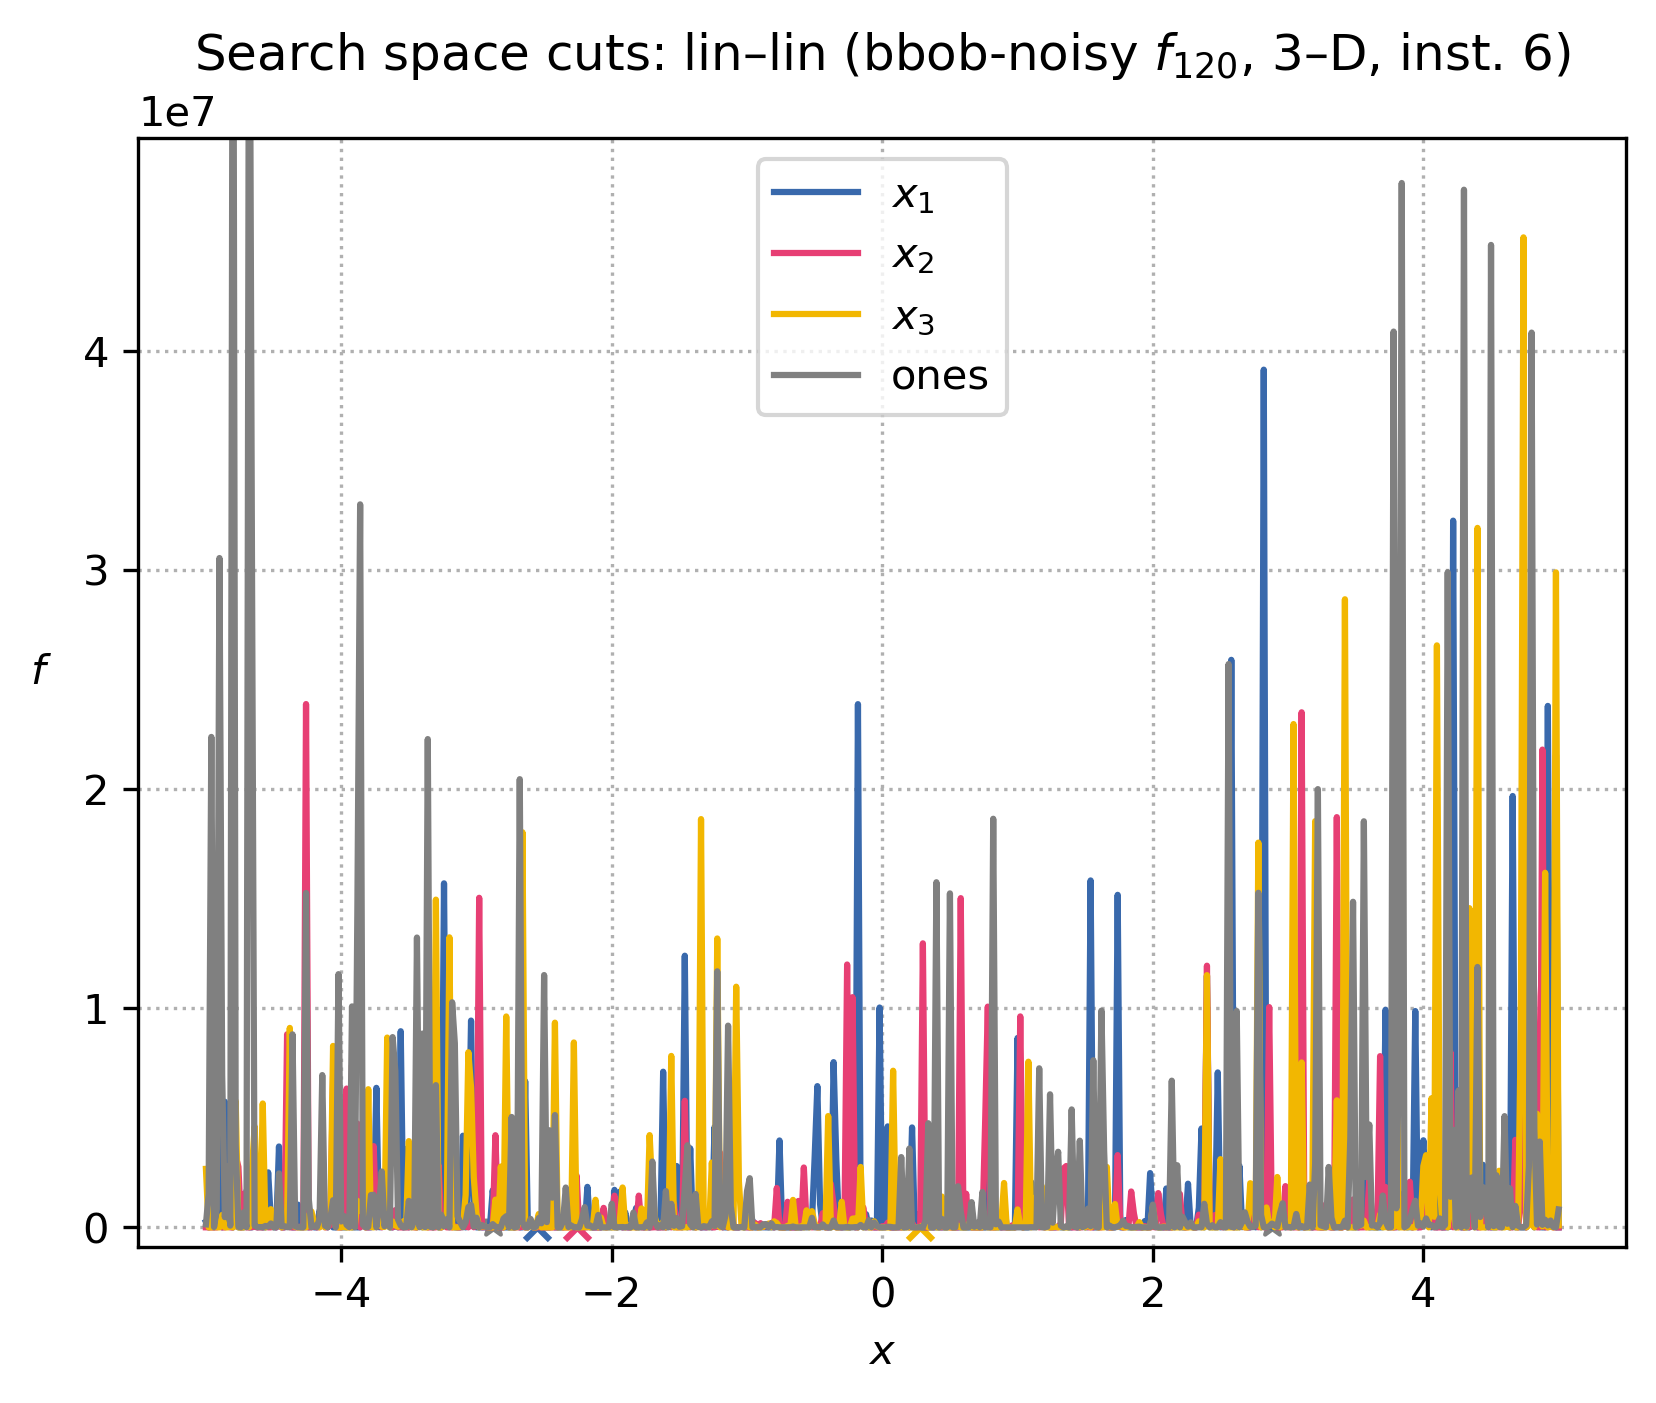 Search space cuts: lin–lin (bbob-noisy f₁₂₀, 3–D, inst. 6)
1e7
x₁
x₂
x₃
ones
4
3
2
1
0
f
−4 −2 0 2 4
x